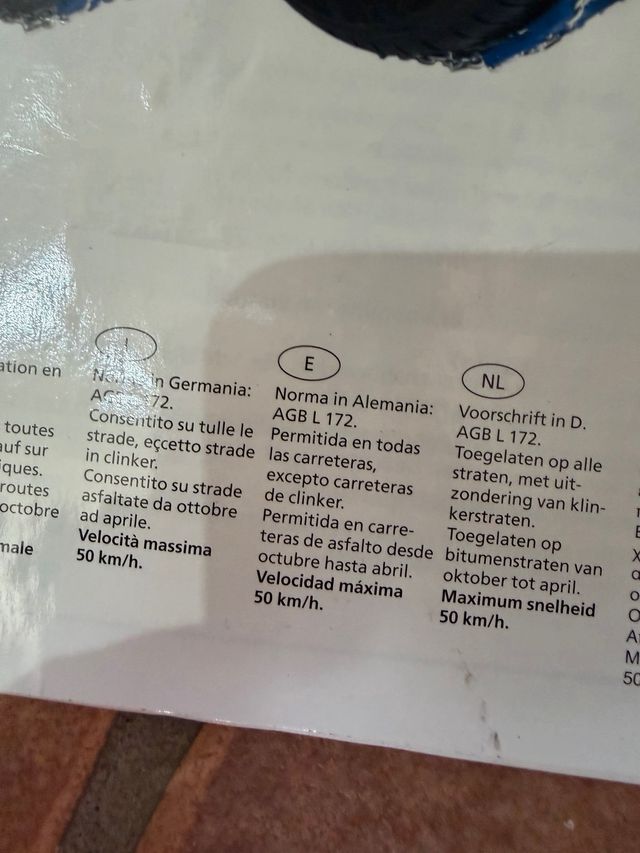 ation en
toutes
auf sur
iques.
routes
octobre
male
I
in Germania:
72.
Consentito su tulle le
strade, eçcetto strade
in clinker.
Consentito su strade
asfaltate da ottobre
ad aprile.
Velocità massima
50 km/h.
E
Norma in Alemania:
AGB L 172.
Permitida en todas
las carreteras,
excepto carreteras
de clinker.
Permitida en carre-
teras de asfalto desde
octubre hasta abril.
Velocidad máxima
50 km/h.
NL
Voorschrift in D.
AGB L 172.
Toegelaten op alle
straten, met uit-
zondering van klin-
kerstraten.
Toegelaten op
bitumenstraten van
oktober tot april.
Maximum snelheid
50 km/h.
50